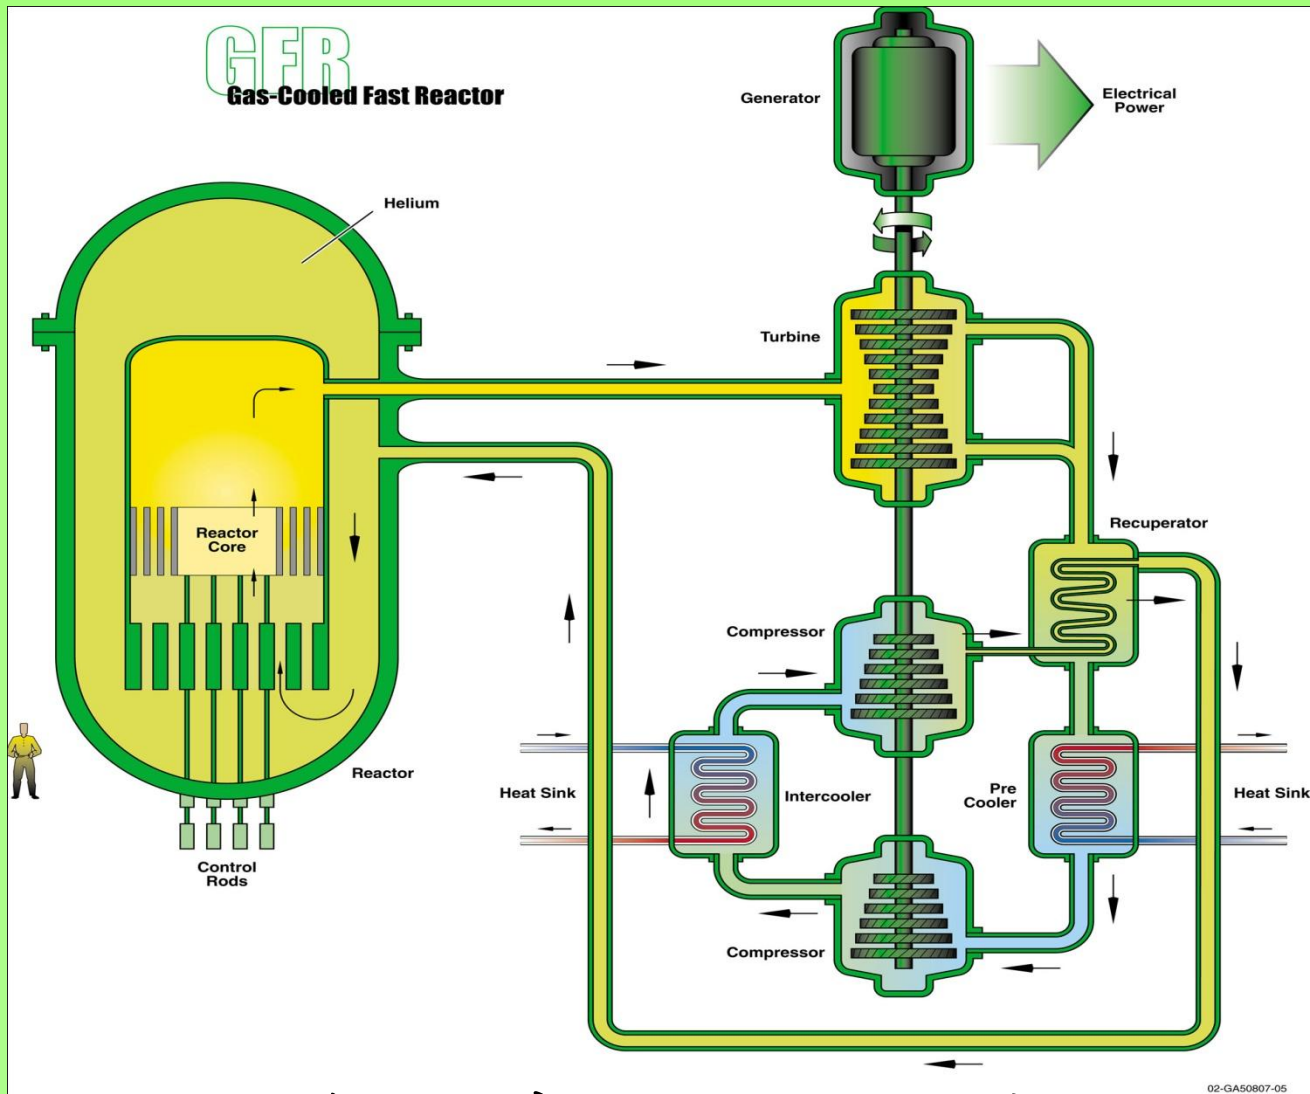 GFR
Gas-Cooled Fast Reactor
Generator
Electrical
Power
Helium
Turbine
Reactor
Core
Recuperator
Compressor
Reactor
Heat Sink
Intercooler
Pre
Cooler
Heat Sink
Control
Rods
Compressor
02-GA50807-05